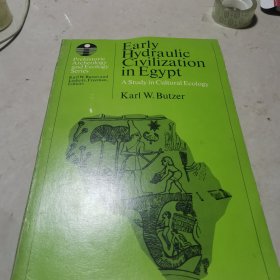 Prehistoric
Archeology
and Ecology
Series
Karl W. Butzer and
Leslie G. Freeman,
Editors
Early
Hydraulic
Civilization
in Egypt
A Study in Cultural Ecology
Karl W. Butzer